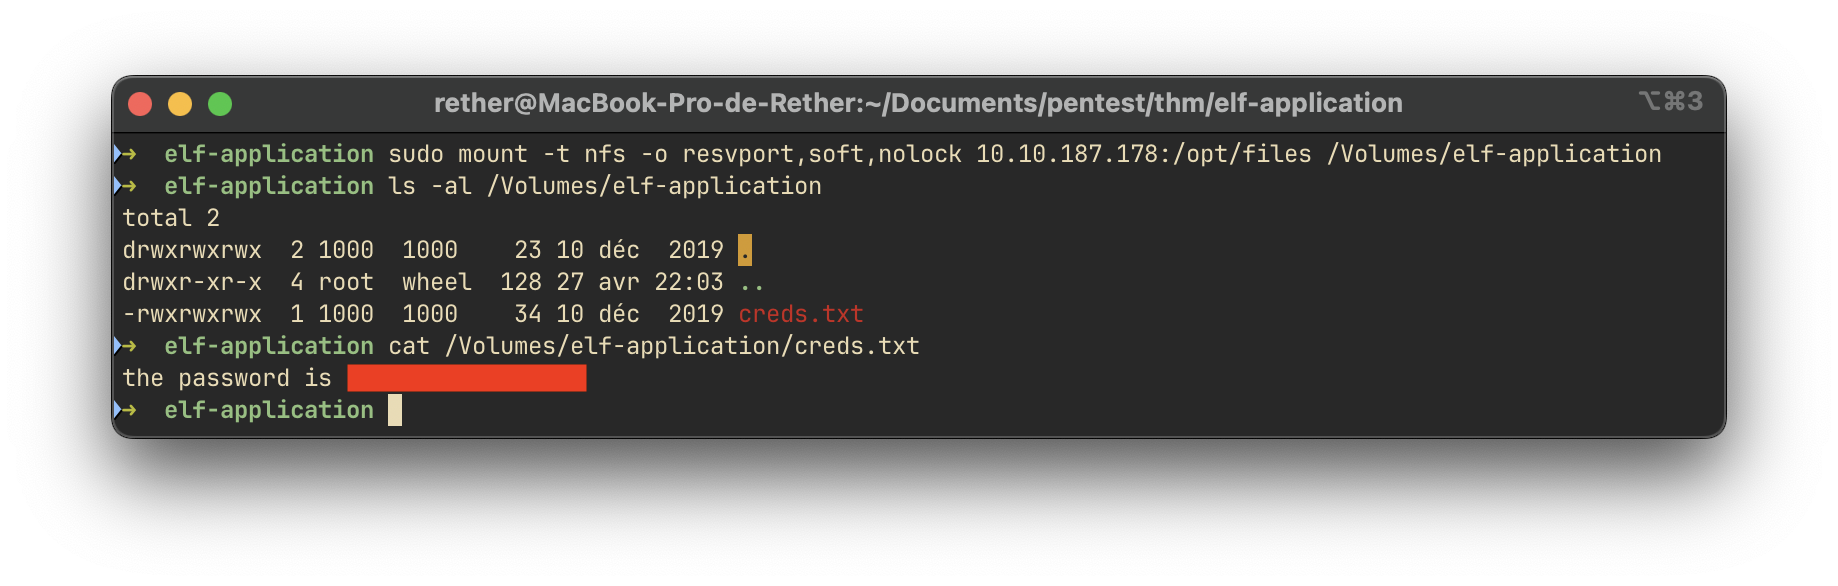 rether@MacBook-Pro-de-Rether:~/Documents/pentest/thm/elf-application ⌥⌘3
→ elf-application sudo mount -t nfs -o resvport,soft,nolock 10.10.187.178:/opt/files /Volumes/elf-application
→ elf-application ls -al /Volumes/elf-application
total 2
drwxrwxrwx  2 1000  1000    23 10 déc  2019 .
drwxr-xr-x  4 root  wheel  128 27 avr 22:03 ..
-rwxrwxrwx  1 1000  1000    34 10 déc  2019 creds.txt
→ elf-application cat /Volumes/elf-application/creds.txt
the password is
→ elf-application